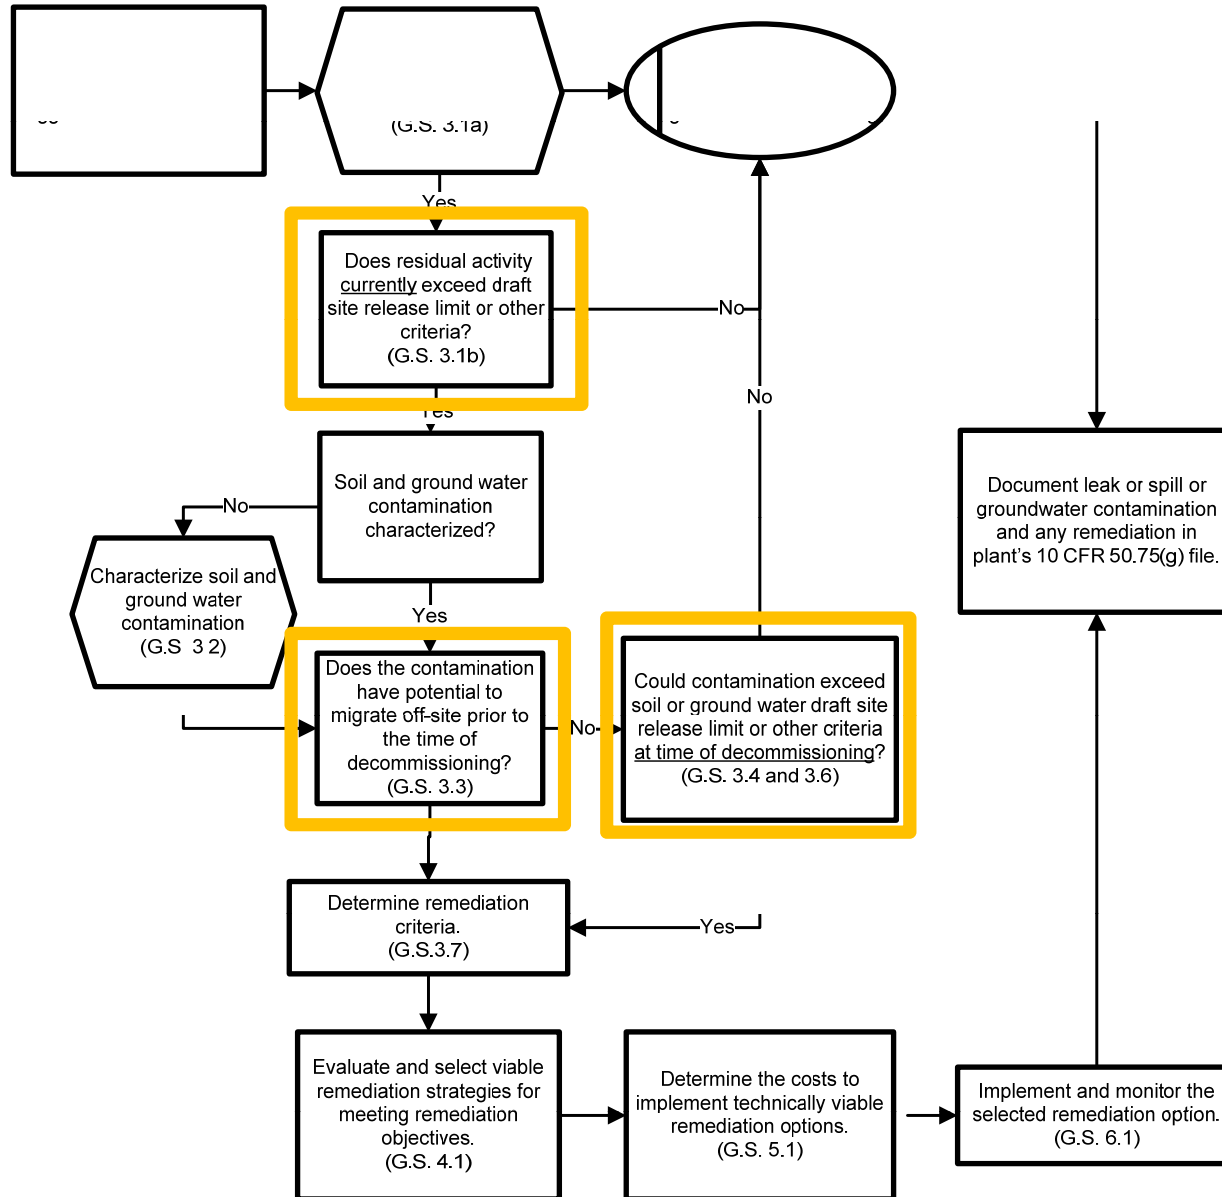 (G.S. 3.1a)
Yes
Does residual activity
currently exceed draft
site release limit or other
criteria?
(G.S. 3.1b)
No
Yes
No
Soil and ground water
contamination
characterized?
No
Document leak or spill or
groundwater contamination
and any remediation in
plant's 10 CFR 50.75(g) file.
Characterize soil and
ground water
contamination
(G.S 3 2)
Yes
Does the contamination
have potential to
migrate off-site prior to
the time of
decommissioning?
(G.S. 3.3)
No
Could contamination exceed
soil or ground water draft site
release limit or other criteria
at time of decommissioning?
(G.S. 3.4 and 3.6)
Determine remediation
criteria.
(G.S.3.7)
Yes
Evaluate and select viable
remediation strategies for
meeting remediation
objectives.
(G.S. 4.1)
Determine the costs to
implement technically viable
remediation options.
(G.S. 5.1)
Implement and monitor the
selected remediation option.
(G.S. 6.1)